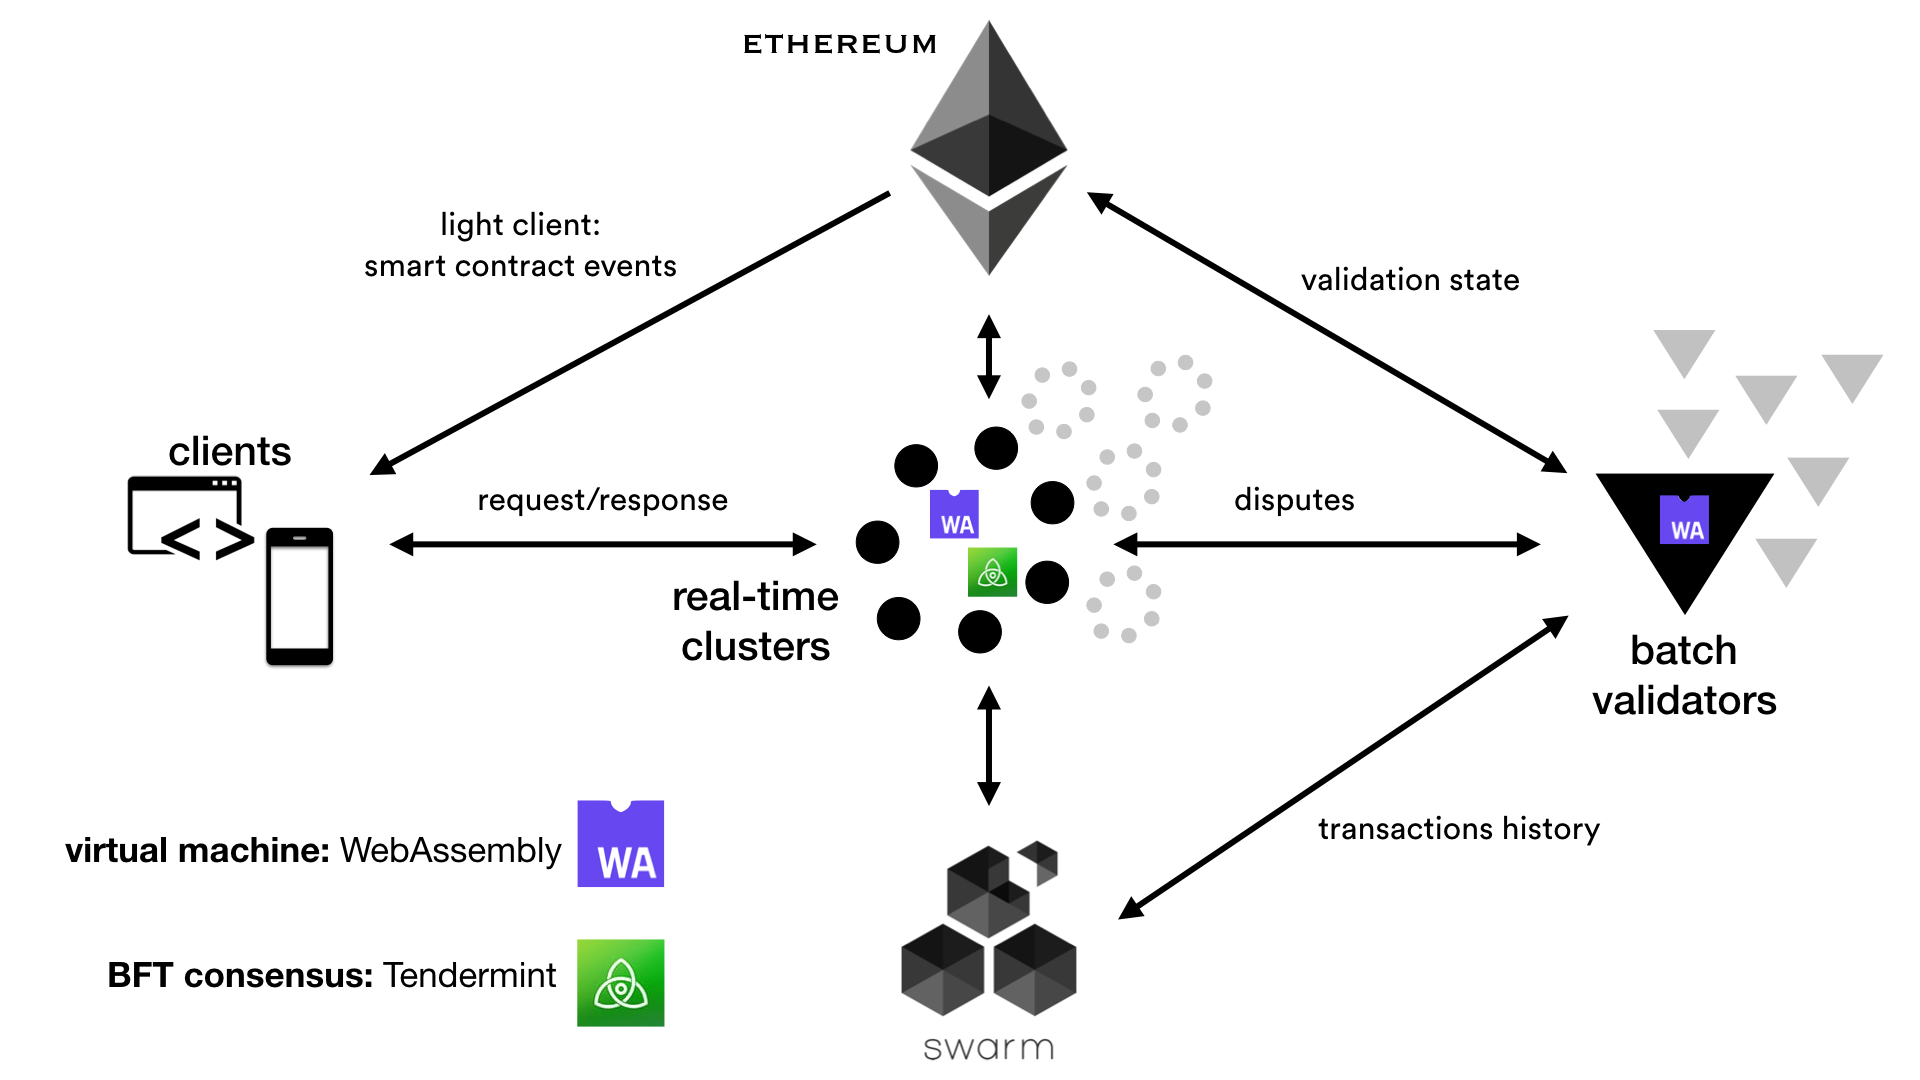 ETHEREUM
light client:
smart contract events
validation state
clients
request/response
disputes
WA
WA
real-time
clusters
batch
validators
transactions history
virtual machine: WebAssembly
WA
BFT consensus: Tendermint
swarm